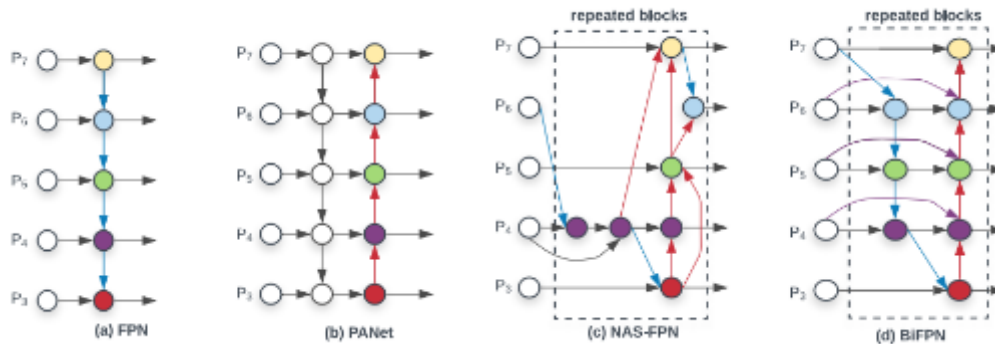 repeated blocks
repeated blocks
P7
P6
P5
P4
P3
(a) FPN
P7
P6
P5
P4
P3
(b) PANet
P7
P6
P5
P4
P3
(c) NAS-FPN
P7
P6
P5
P4
P3
(d) BiFPN